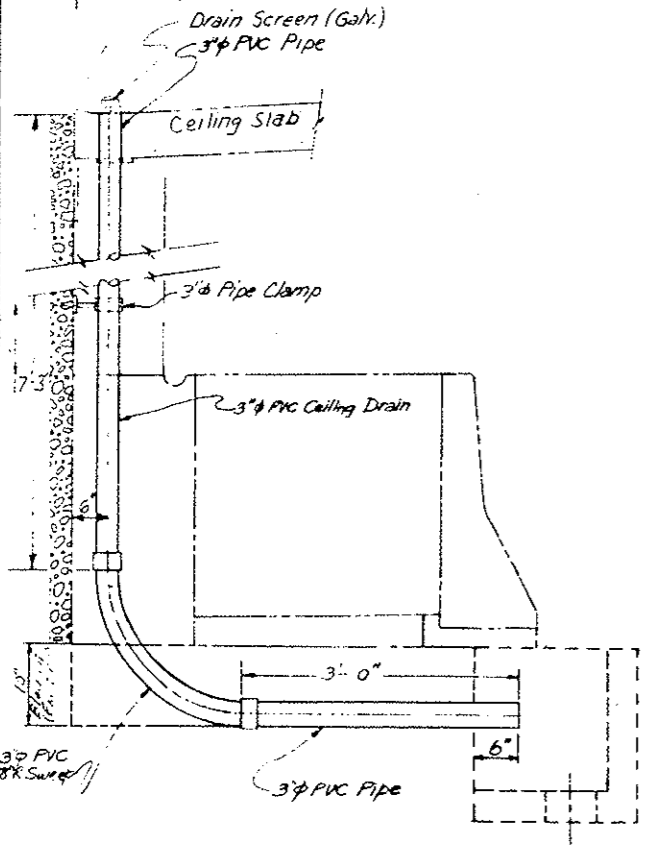 Drain Screen (Galv.)
3"φ PVC Pipe
Ceiling Slab
3"φ Pipe Clamp
7'-3"
3"φ PVC Ceiling Drain
6"
3'-0"
3"φ PVC
Sweep
6"
3"φ PVC Pipe